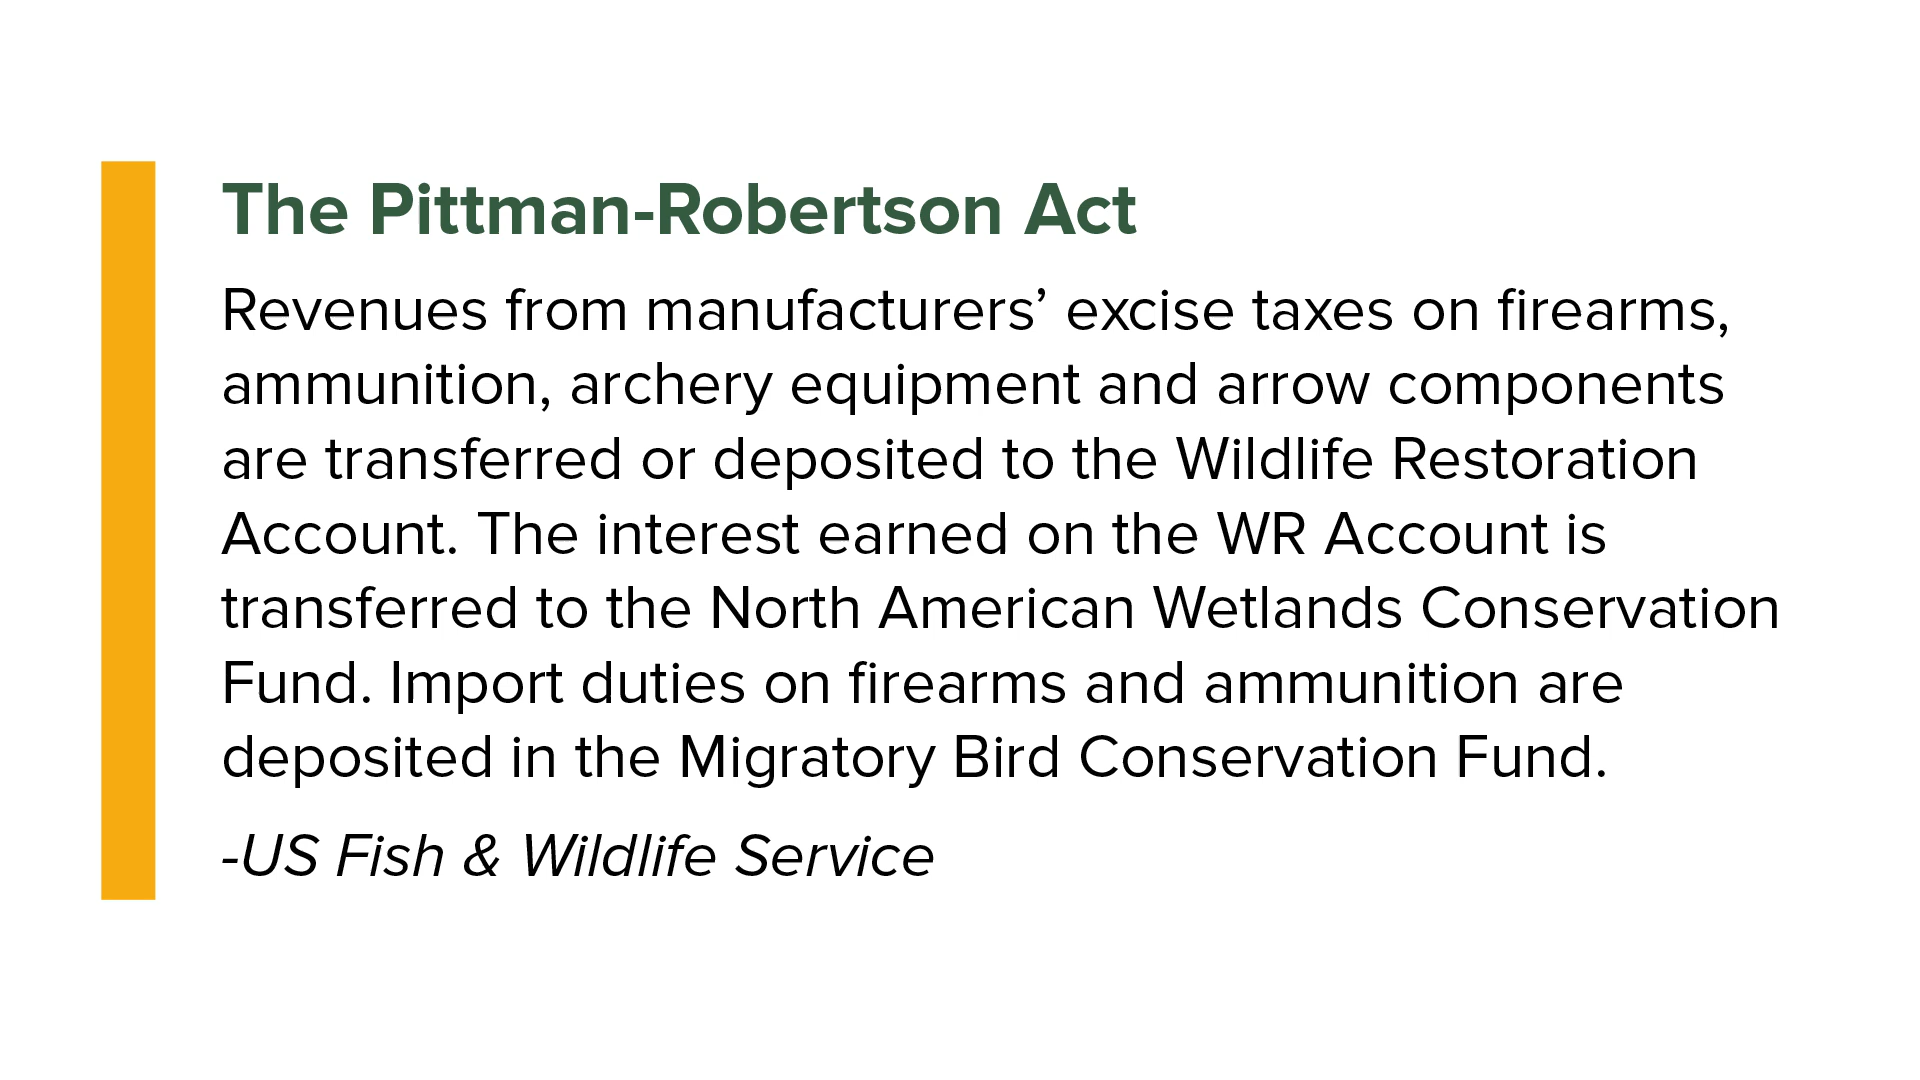 The Pittman-Robertson Act
Revenues from manufacturers’ excise taxes on firearms,
ammunition, archery equipment and arrow components
are transferred or deposited to the Wildlife Restoration
Account. The interest earned on the WR Account is
transferred to the North American Wetlands Conservation
Fund. Import duties on firearms and ammunition are
deposited in the Migratory Bird Conservation Fund.
-US Fish & Wildlife Service